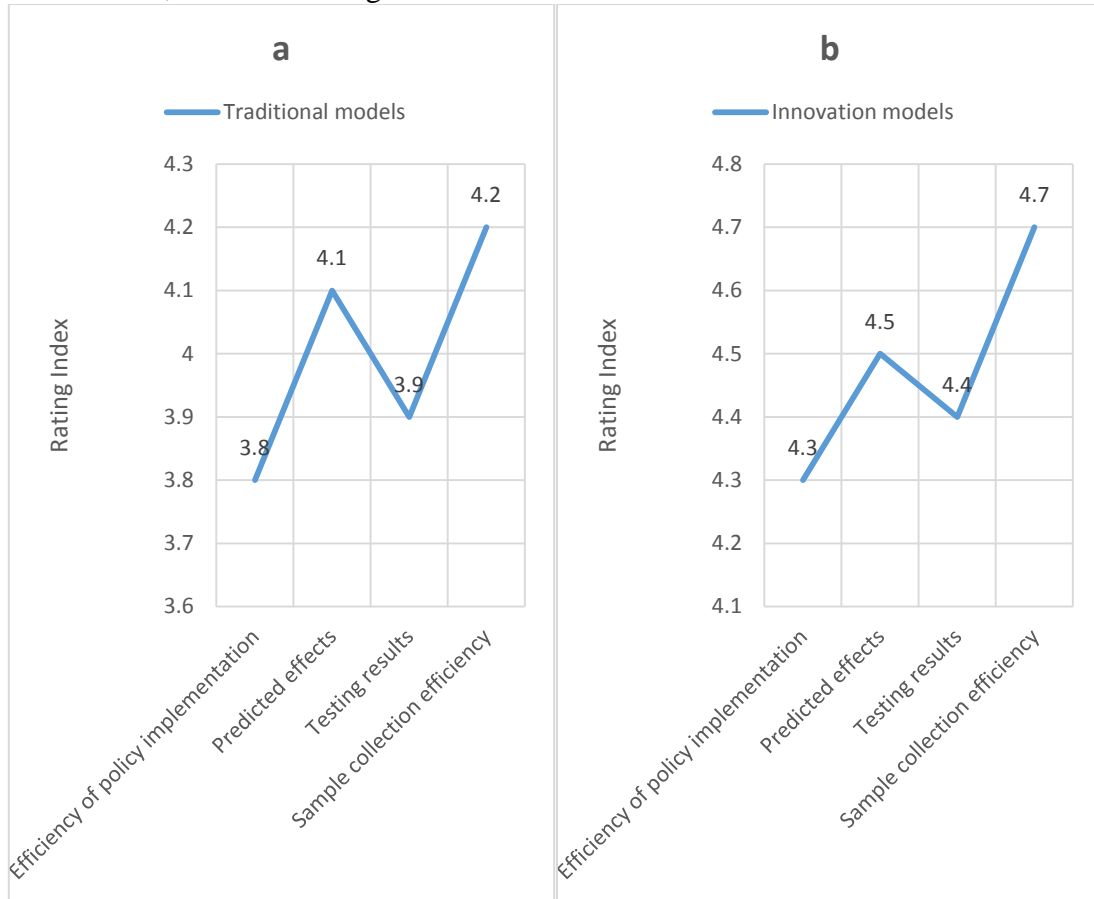 a
Traditional models
4.3
4.2
4.1
4
3.9
3.8
3.7
3.6
Rating Index
3.8
4.1
3.9
4.2
Efficiency of policy implementation
Predicted effects
Testing results
Sample collection efficiency
b
Innovation models
4.8
4.7
4.6
4.5
4.4
4.3
4.2
4.1
Rating Index
4.3
4.5
4.4
4.7
Efficiency of policy implementation
Predicted effects
Testing results
Sample collection efficiency